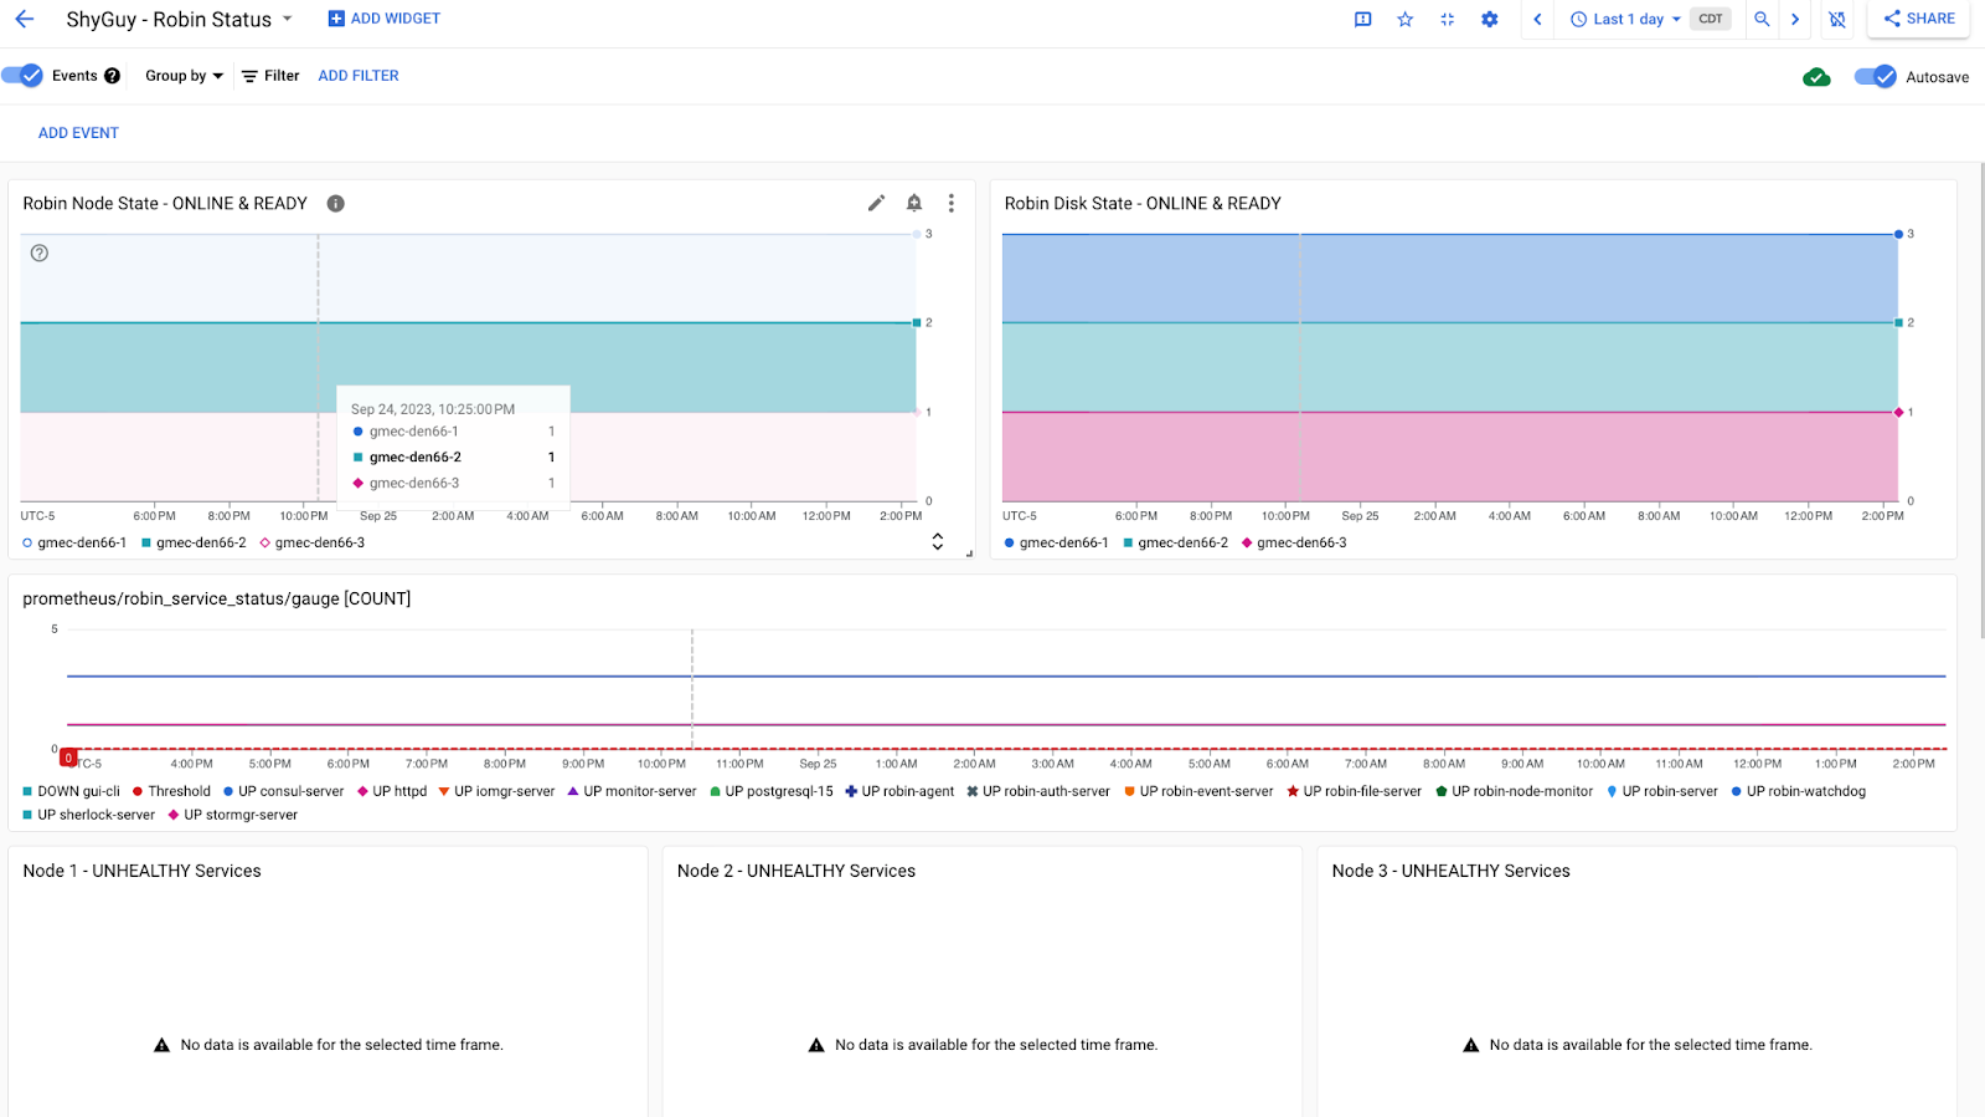 ShyGuy - Robin Status ADD WIDGET Last 1 day CDT SHARE
Events Group by Filter ADD FILTER Autosave
ADD EVENT
Robin Node State - ONLINE & READY
3
2
1
0
Sep 24, 2023, 10:25:00 PM
gmec-den66-1 1
gmec-den66-2 1
gmec-den66-3 1
UTC-5 6:00 PM 8:00 PM 10:00 PM Sep 25 2:00 AM 4:00 AM 6:00 AM 8:00 AM 10:00 AM 12:00 PM 2:00 PM
gmec-den66-1 gmec-den66-2 gmec-den66-3
Robin Disk State - ONLINE & READY
3
2
1
0
UTC-5 6:00 PM 8:00 PM 10:00 PM Sep 25 2:00 AM 4:00 AM 6:00 AM 8:00 AM 10:00 AM 12:00 PM 2:00 PM
gmec-den66-1 gmec-den66-2 gmec-den66-3
prometheus/robin_service_status/gauge [COUNT]
5
0
0 TC-5 4:00 PM 5:00 PM 6:00 PM 7:00 PM 8:00 PM 9:00 PM 10:00 PM 11:00 PM Sep 25 1:00 AM 2:00 AM 3:00 AM 4:00 AM 5:00 AM 6:00 AM 7:00 AM 8:00 AM 9:00 AM 10:00 AM 11:00 AM 12:00 PM 1:00 PM 2:00 PM
DOWN gui-cli Threshold UP consul-server UP httpd UP iomgr-server UP monitor-server UP postgresql-15 UP robin-agent UP robin-auth-server UP robin-event-server UP robin-file-server UP robin-node-monitor UP robin-server UP robin-watchdog
UP sherlock-server UP stormgr-server
Node 1 - UNHEALTHY Services
No data is available for the selected time frame.
Node 2 - UNHEALTHY Services
No data is available for the selected time frame.
Node 3 - UNHEALTHY Services
No data is available for the selected time frame.